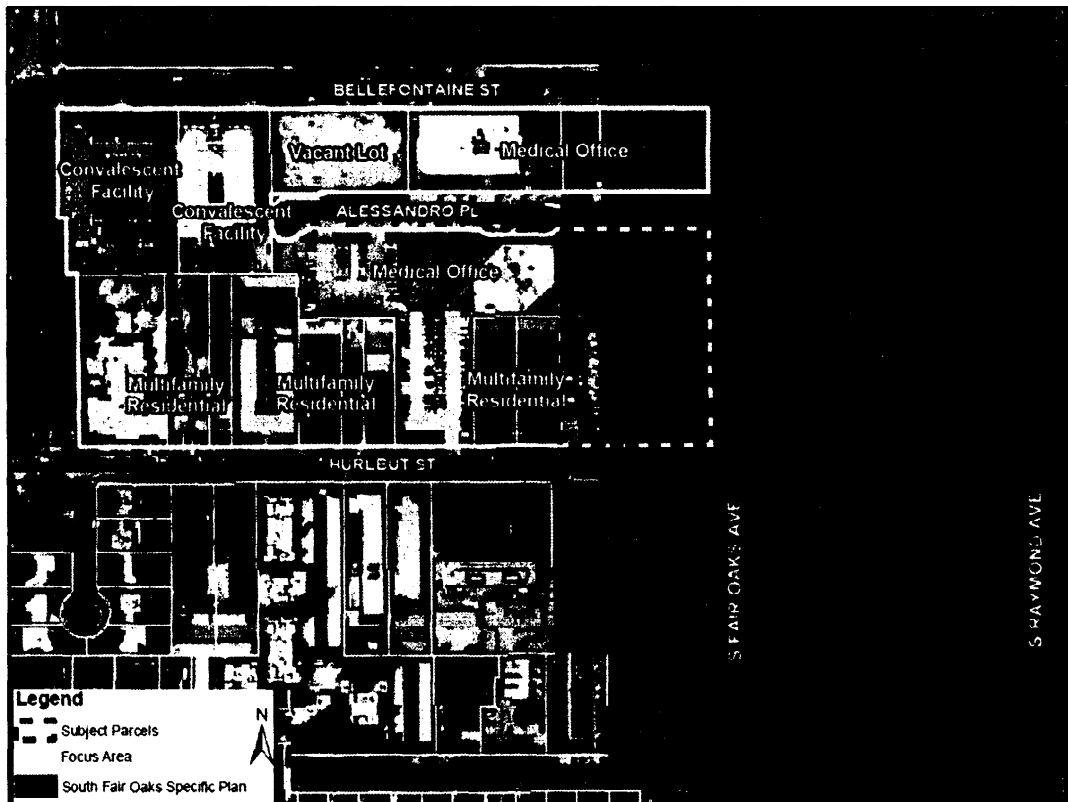 BELLEFONTAINE ST
Convalescent
Facility
Vacant Lot
Medical Office
Convalescent
Facility
ALESSANDRO PL
Medical Office
Multifamily
Residential
Multifamily
Residential
Multifamily
Residential
HURLBUT ST
S FAIR OAKS AVE
S RAYMOND AVE
Legend
N
Subject Parcels
Focus Area
South Fair Oaks Specific Plan